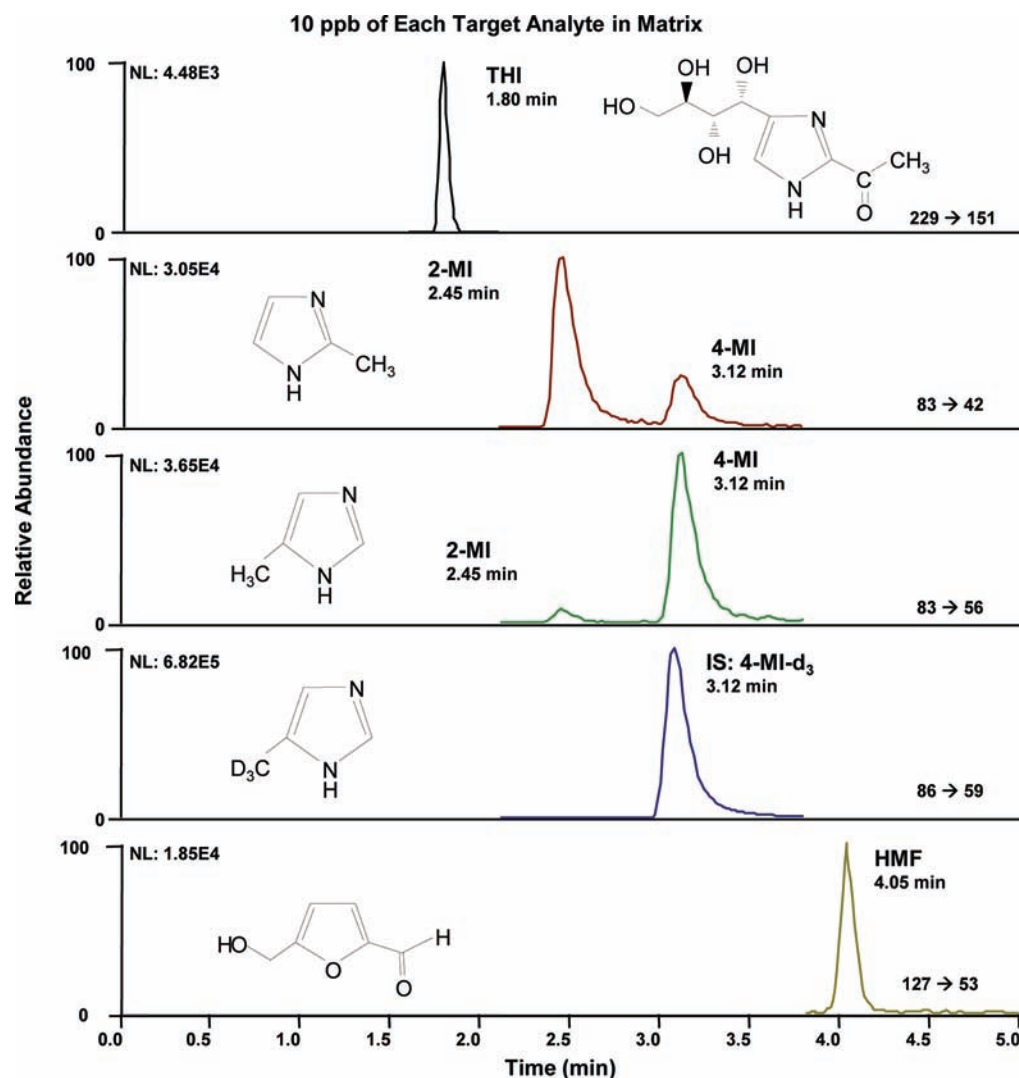 10 ppb of Each Target Analyte in Matrix
Relative Abundance
100
NL: 4.48E3
THI
1.80 min
OH
OH
HO
OH
N
N
H
C
O
CH3
229 → 151
0
100
NL: 3.05E4
2-MI
2.45 min
N
N
H
CH3
4-MI
3.12 min
83 → 42
0
100
NL: 3.65E4
N
H3C
N
H
2-MI
2.45 min
4-MI
3.12 min
83 → 56
0
100
NL: 6.82E5
N
D3C
N
H
IS: 4-MI-d3
3.12 min
86 → 59
0
100
NL: 1.85E4
HO
O
H
O
HMF
4.05 min
127 → 53
0
0.0 0.5 1.0 1.5 2.0 2.5 3.0 3.5 4.0 4.5 5.0
Time (min)